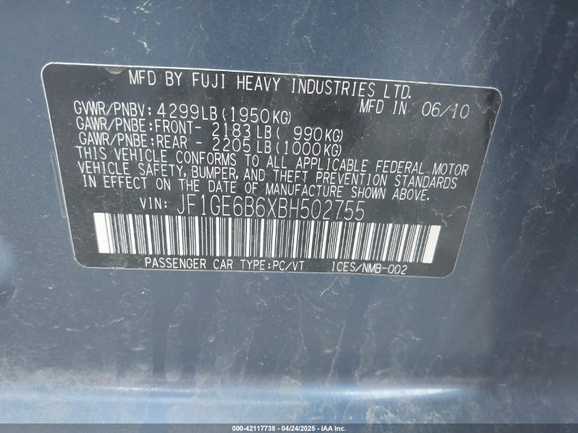 MFD BY FUJI HEAVY INDUSTRIES LTD.
MFD IN 06/10
GVWR/PNBV: 4299LB(1950KG)
GAWR/PNBE:FRONT- 2183LB( 990KG)
GAWR/PNBE:REAR - 2205LB(1000KG)
THIS VEHICLE CONFORMS TO ALL APPLICABLE FEDERAL MOTOR
VEHICLE SAFETY, BUMPER, AND THEFT PREVENTION STANDARDS
IN EFFECT ON THE DATE OF MANUFACTURE SHOWN ABOVE.
VIN: JF1GE6B6XBH502755
PASSENGER CAR TYPE:PC/VT 1CES/NMB-002
000-42117738 - 04/24/2025 - IAA, Inc.